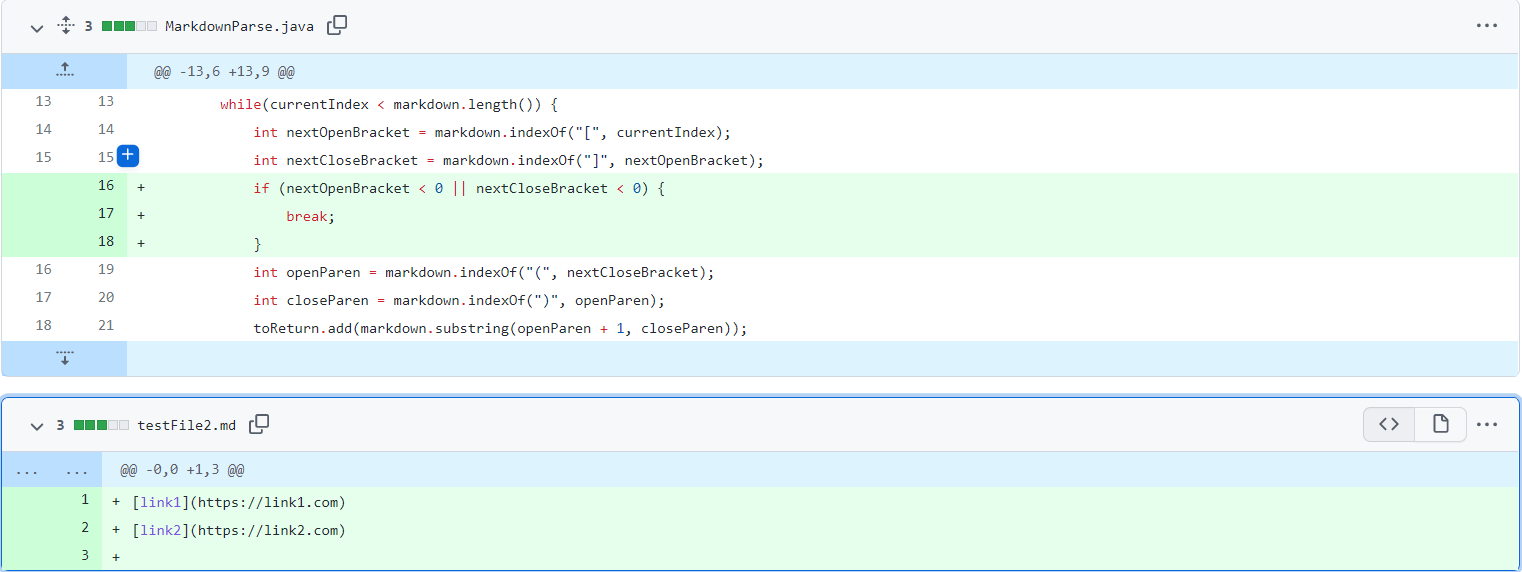 3 MarkdownParse.java
@@ -13,6 +13,9 @@
13 13 while(currentIndex < markdown.length()) {
14 14 int nextOpenBracket = markdown.indexOf("[", currentIndex);
15 15 int nextCloseBracket = markdown.indexOf("]", nextOpenBracket);
16 + if (nextOpenBracket < 0 || nextCloseBracket < 0) {
17 + break;
18 + }
16 19 int openParen = markdown.indexOf("(", nextCloseBracket);
17 20 int closeParen = markdown.indexOf(")", openParen);
18 21 toReturn.add(markdown.substring(openParen + 1, closeParen));
3 testFile2.md
... ... @@ -0,0 +1,3 @@
1 + [link1](https://link1.com)
2 + [link2](https://link2.com)
3 +